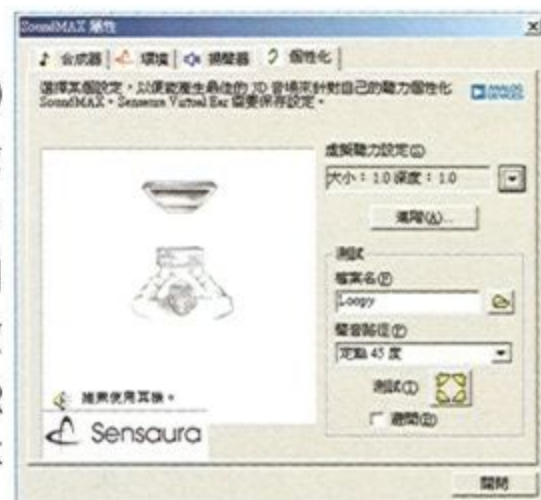 SoundMAX 屬性
合成器 環境 揚聲器 個性化
選擇某個設定，以便能產生最佳的 3D 音場來針對自己的聽力個性化
SoundMAX。Sensaura Virtual Ear 需要保存設定。
ANALOG DEVICES
虛擬聽力設定(G)
大小：1.0 深度：1.0
進階(A)...
測試
檔案名(F)
Loopy
聲音路徑(P)
定點 45 度
測試(T)
推薦使用耳機。
Sensaura
關閉